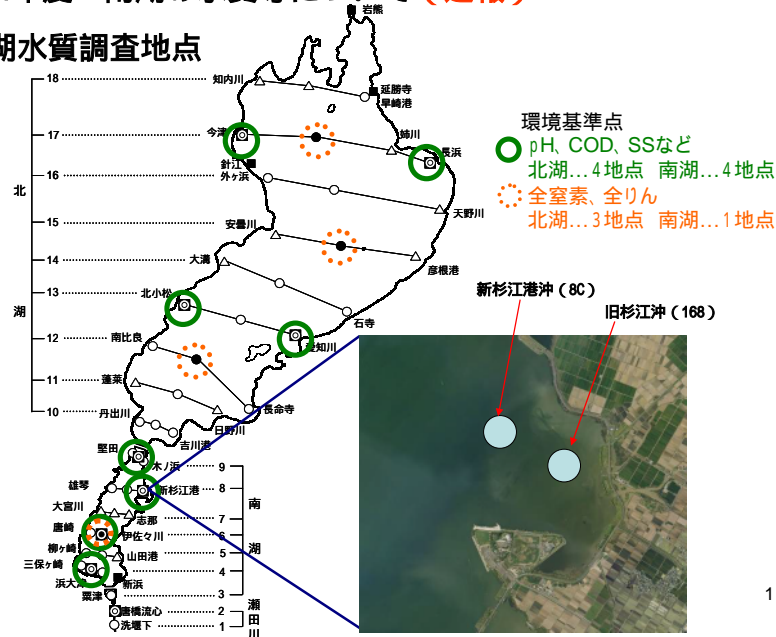 湖水質調査地点
岩熊
18
知内川
延勝寺
早崎港
17
今津
姉川
長浜
針江
16
外ヶ浜
天野川
15
安曇川
14
大溝
彦根港
13
北小松
石寺
12
南比良
愛知川
11
蓬莱
10
丹出川
長命寺
日野川
吉川港
北
湖
堅田
木ノ浜
9
雄琴
新杉江港
8
大宮川
志那
7
唐崎
伊佐々川
6
柳ヶ崎
山田港
5
三保ヶ崎
4
浜大津
新浜
粟津
3
唐橋流心
2
洗堰下
1
南
湖
瀬
田
川
環境基準点
pH、COD、SSなど
北湖…4地点 南湖…4地点
全窒素、全りん
北湖…3地点 南湖…1地点
新杉江港沖（8C）
旧杉江沖（168）
1